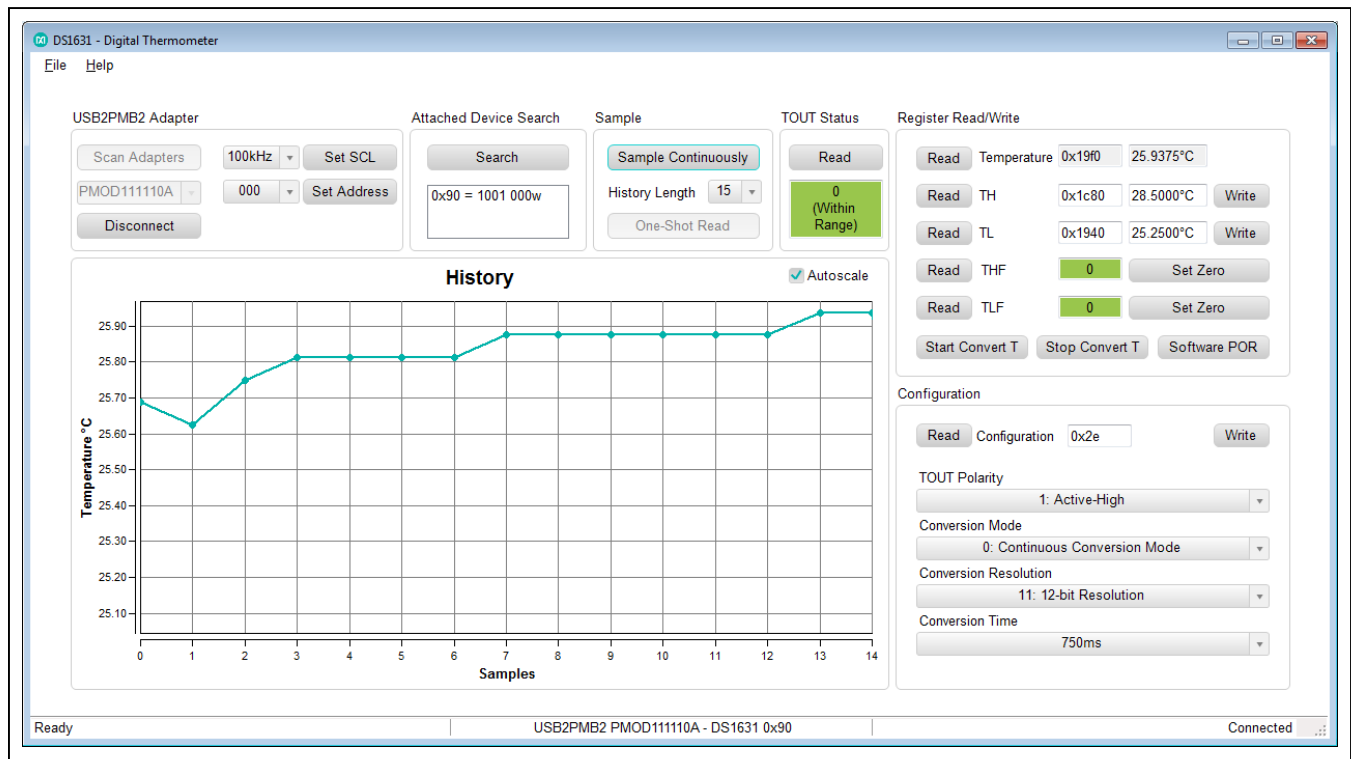 DS1631 - Digital Thermometer
File Help
USB2PMB2 Adapter
Scan Adapters 100kHz Set SCL
PMOD111110A 000 Set Address
Disconnect
Attached Device Search
Search
0x90 = 1001 000w
Sample
Sample Continuously
History Length 15
One-Shot Read
TOUT Status
Read
0
(Within
Range)
Register Read/Write
Read Temperature 0x19f0 25.9375°C
Read TH 0x1c80 28.5000°C Write
Read TL 0x1940 25.2500°C Write
Read THF 0 Set Zero
Read TLF 0 Set Zero
Start Convert T Stop Convert T Software POR
History
Autoscale
Temperature °C
25.90
25.80
25.70
25.60
25.50
25.40
25.30
25.20
25.10
0 1 2 3 4 5 6 7 8 9 10 11 12 13 14
Samples
Configuration
Read Configuration 0x2e Write
TOUT Polarity
1: Active-High
Conversion Mode
0: Continuous Conversion Mode
Conversion Resolution
11: 12-bit Resolution
Conversion Time
750ms
Ready USB2PMB2 PMOD111110A - DS1631 0x90 Connected